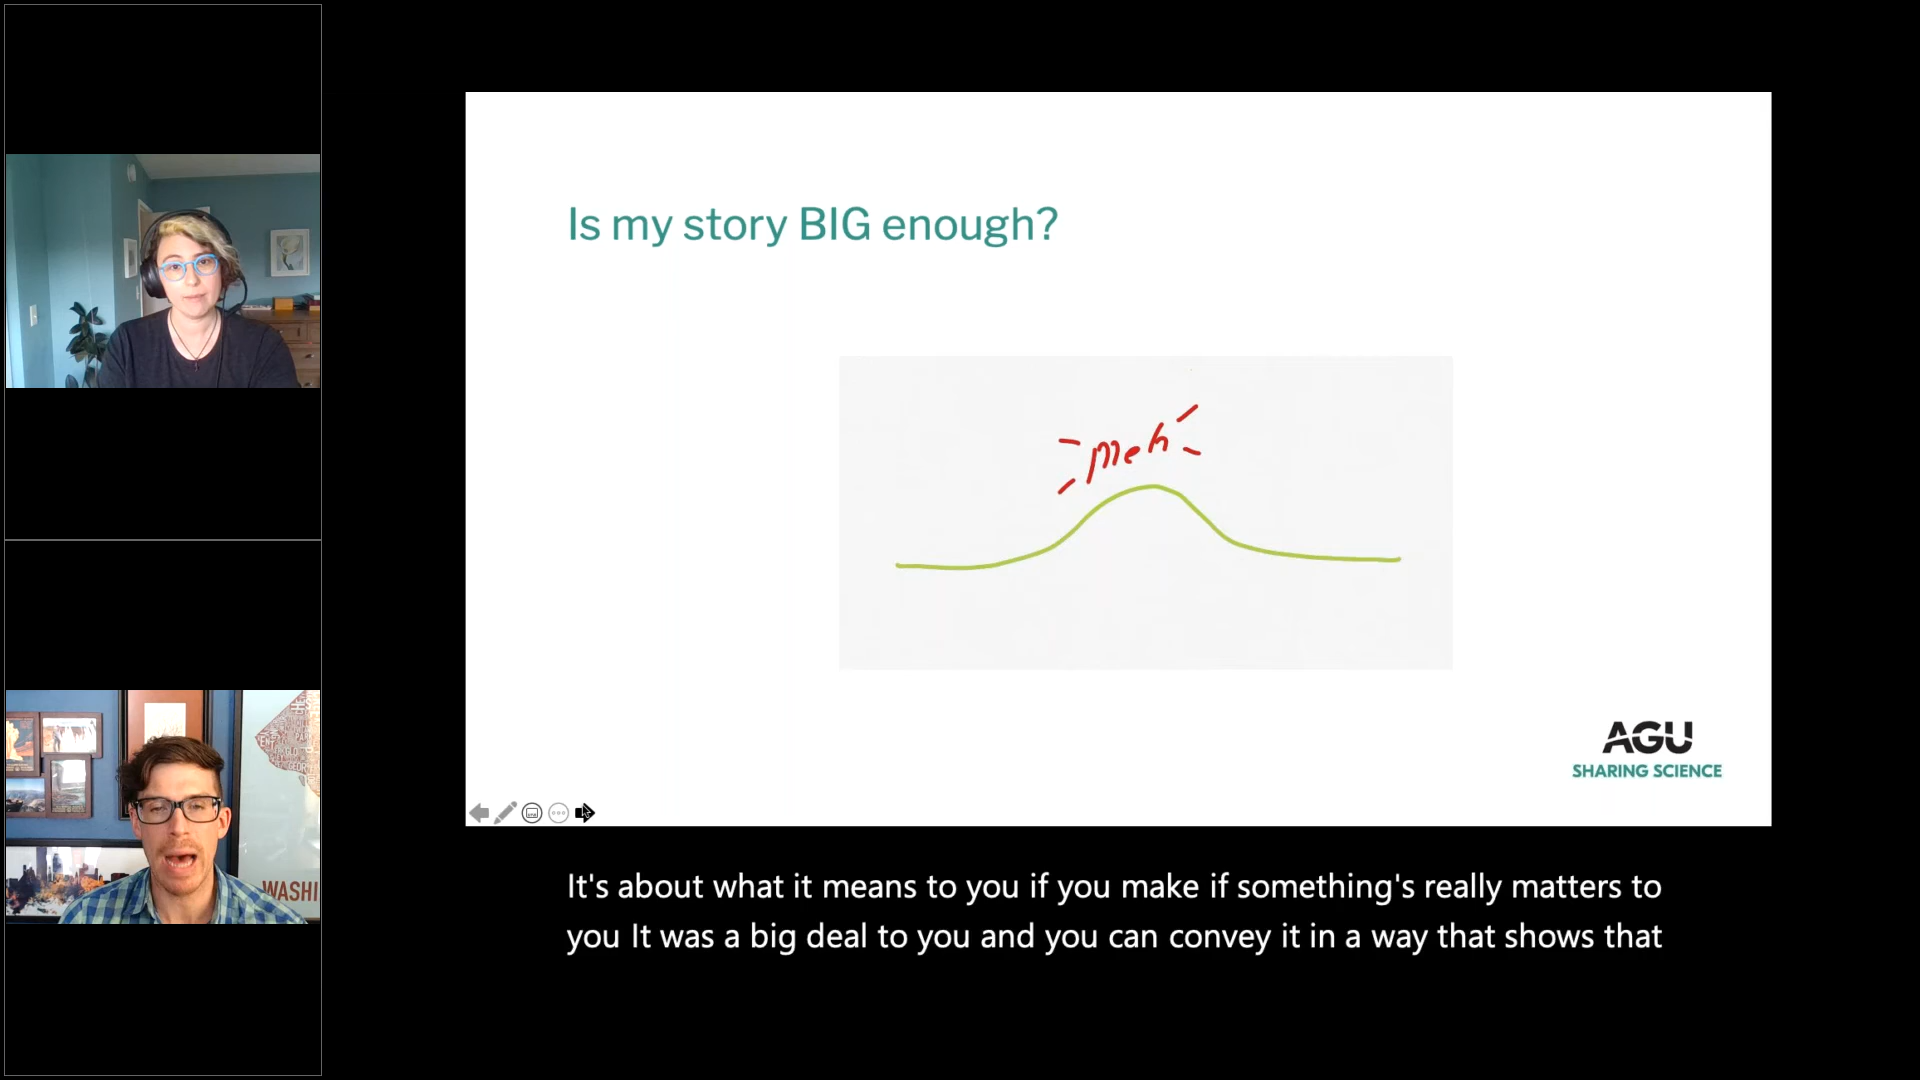 Is my story BIG enough?
meh
AGU
SHARING SCIENCE
It's about what it means to you if you make if something's really matters to
you It was a big deal to you and you can convey it in a way that shows that
WASHI